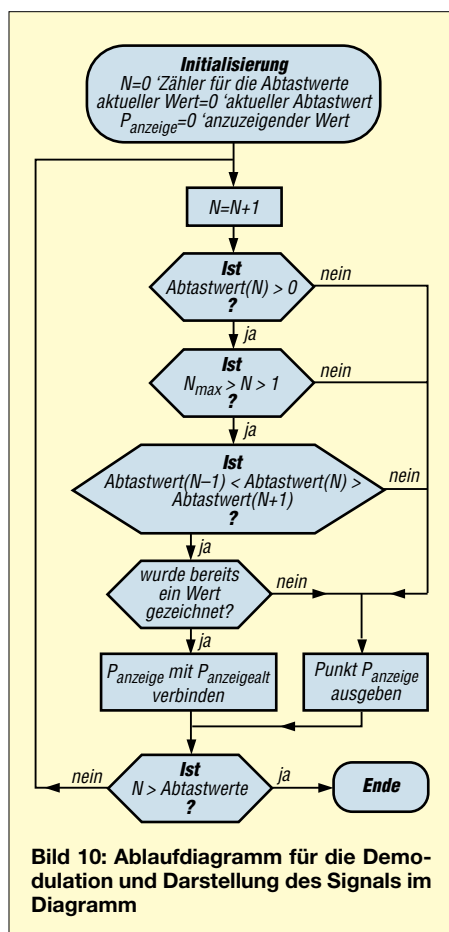 Initialisierung
N=0 ‘Zähler für die Abtastwerte
aktueller Wert=0 ‘aktueller Abtastwert
Panzeige=0 ‘anzuzeigender Wert
N=N+1
Ist
Abtastwert(N) > 0
?
nein
ja
Ist
Nmax > N > 1
?
nein
ja
Ist
Abtastwert(N–1) < Abtastwert(N) >
Abtastwert(N+1)
?
nein
ja
wurde bereits
ein Wert
gezeichnet?
nein
ja
Panzeige mit Panzeigealt
verbinden
Punkt Panzeige
ausgeben
Ist
N > Abtastwerte
?
nein
ja
Ende
Bild 10: Ablaufdiagramm für die Demo-
dulation und Darstellung des Signals im
Diagramm